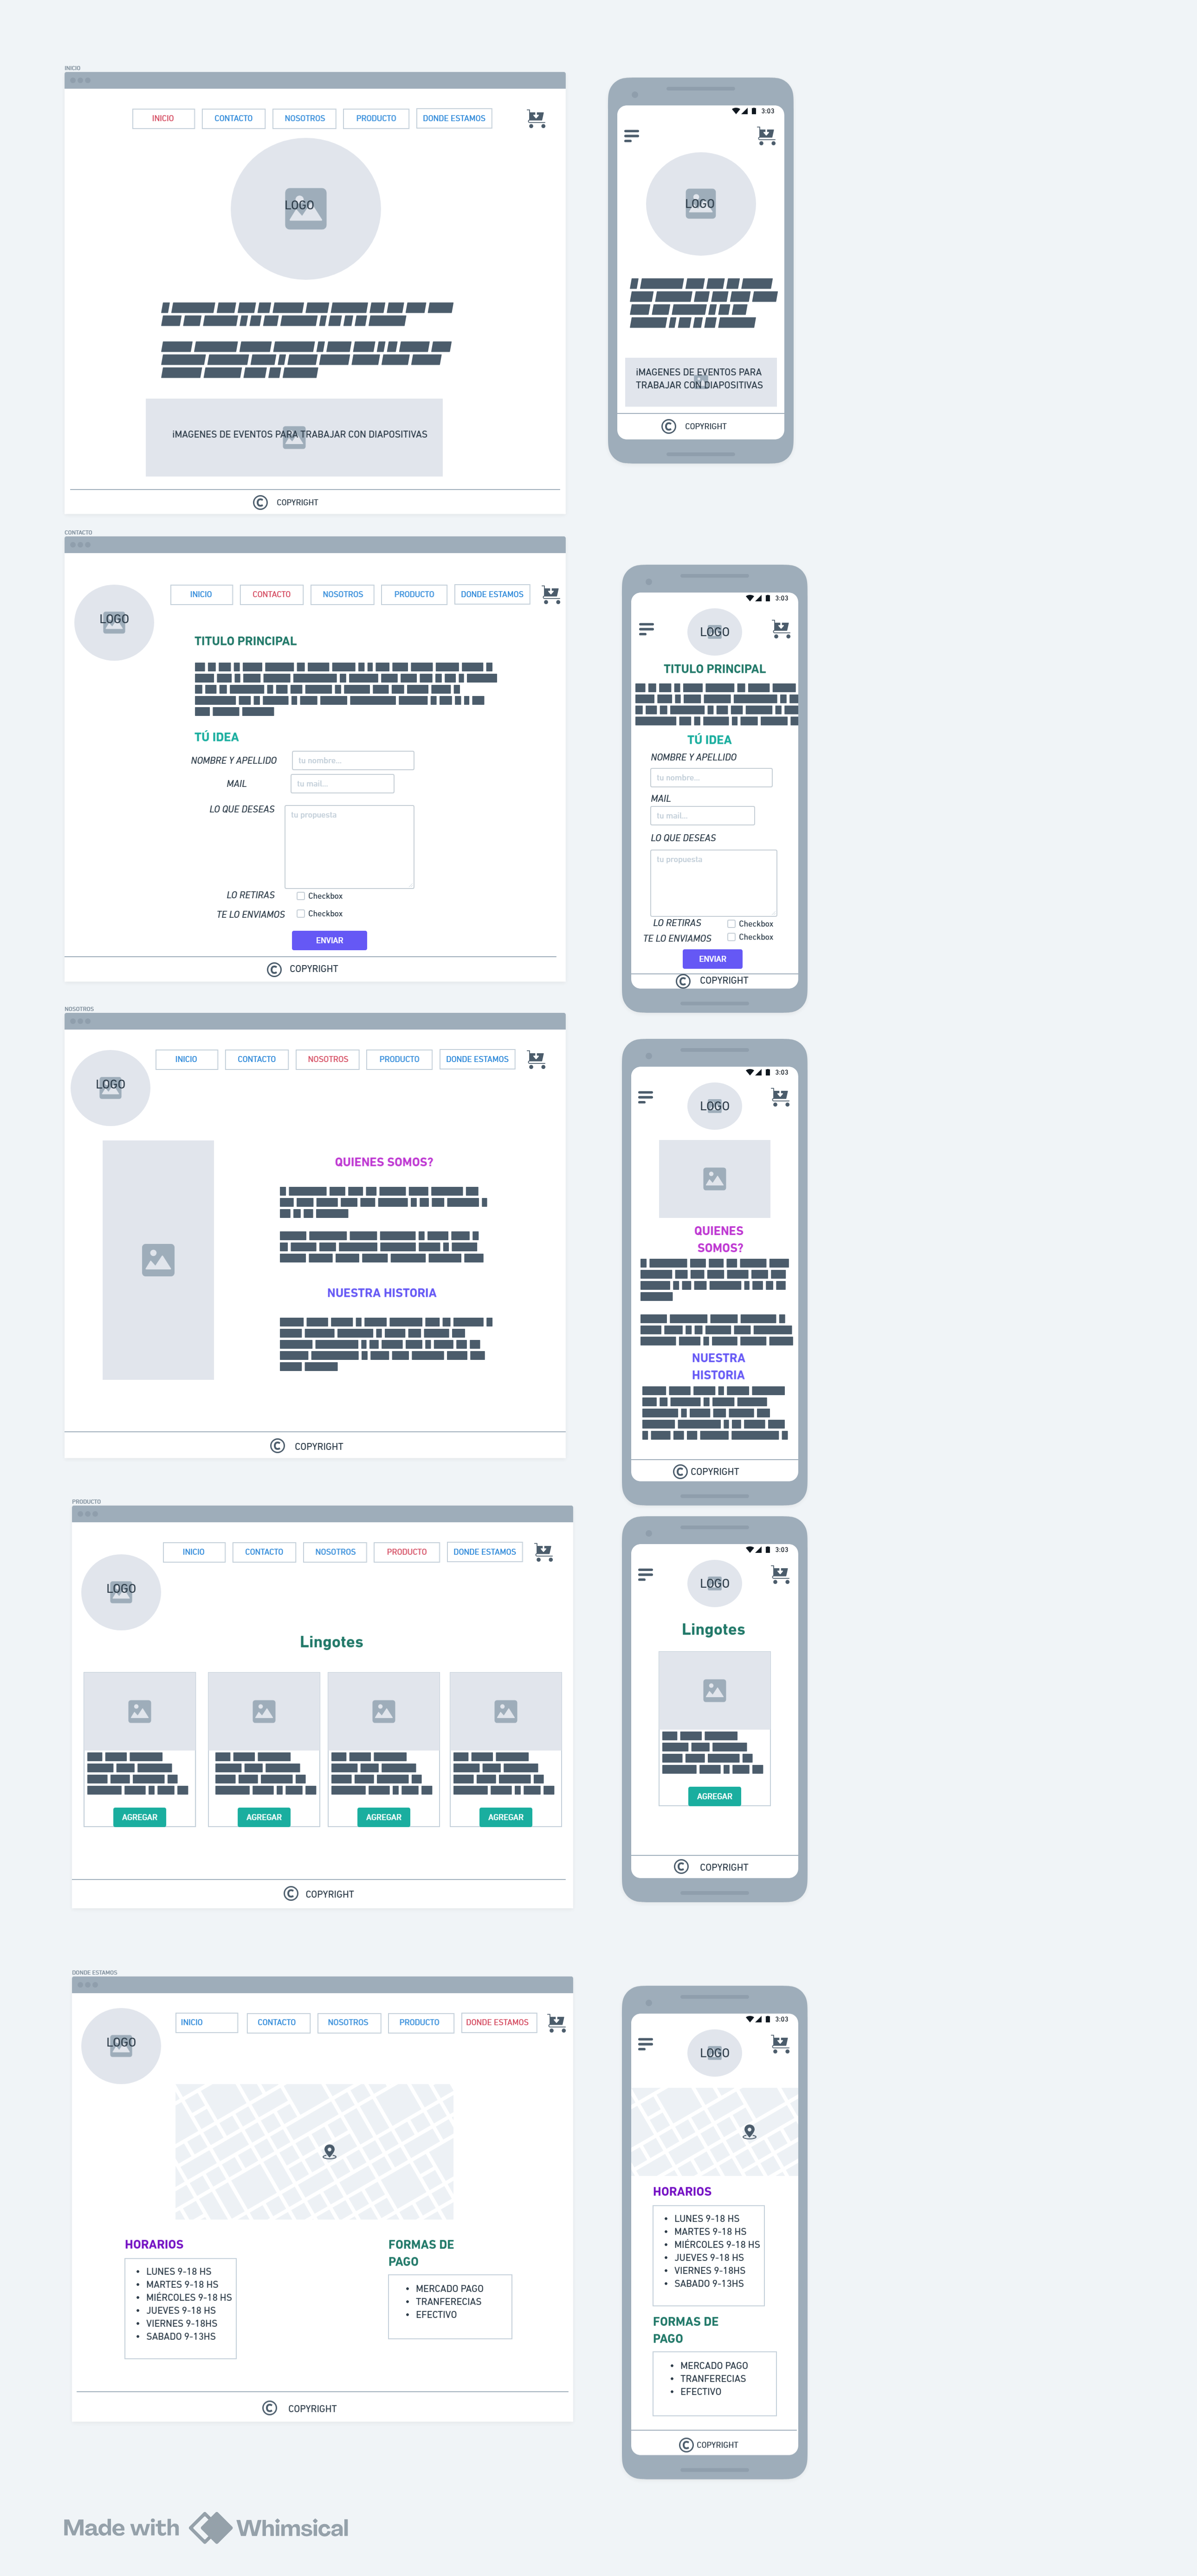 INICIO
INICIO
CONTACTO
NOSOTROS
PRODUCTO
DONDE ESTAMOS
LOGO
iMAGENES DE EVENTOS PARA TRABAJAR CON DIAPOSITIVAS
COPYRIGHT
3:03
LOGO
iMAGENES DE EVENTOS PARA
TRABAJAR CON DIAPOSITIVAS
COPYRIGHT
CONTACTO
LOGO
INICIO
CONTACTO
NOSOTROS
PRODUCTO
DONDE ESTAMOS
TITULO PRINCIPAL
TÚ IDEA
NOMBRE Y APELLIDO
tu nombre...
MAIL
tu mail...
LO QUE DESEAS
tu propuesta
LO RETIRAS
Checkbox
TE LO ENVIAMOS
Checkbox
ENVIAR
COPYRIGHT
3:03
LOGO
TITULO PRINCIPAL
TÚ IDEA
NOMBRE Y APELLIDO
tu nombre...
MAIL
tu mail...
LO QUE DESEAS
tu propuesta
LO RETIRAS
Checkbox
TE LO ENVIAMOS
Checkbox
ENVIAR
COPYRIGHT
NOSOTROS
LOGO
INICIO
CONTACTO
NOSOTROS
PRODUCTO
DONDE ESTAMOS
QUIENES SOMOS?
NUESTRA HISTORIA
COPYRIGHT
3:03
LOGO
QUIENES
SOMOS?
NUESTRA
HISTORIA
COPYRIGHT
PRODUCTO
LOGO
INICIO
CONTACTO
NOSOTROS
PRODUCTO
DONDE ESTAMOS
Lingotes
AGREGAR
AGREGAR
AGREGAR
AGREGAR
COPYRIGHT
3:03
LOGO
Lingotes
AGREGAR
COPYRIGHT
DONDE ESTAMOS
LOGO
INICIO
CONTACTO
NOSOTROS
PRODUCTO
DONDE ESTAMOS
HORARIOS
• LUNES 9-18 HS
• MARTES 9-18 HS
• MIÉRCOLES 9-18 HS
• JUEVES 9-18 HS
• VIERNES 9-18HS
• SABADO 9-13HS
FORMAS DE
PAGO
• MERCADO PAGO
• TRANFERECIAS
• EFECTIVO
COPYRIGHT
3:03
LOGO
HORARIOS
• LUNES 9-18 HS
• MARTES 9-18 HS
• MIÉRCOLES 9-18 HS
• JUEVES 9-18 HS
• VIERNES 9-18HS
• SABADO 9-13HS
FORMAS DE
PAGO
• MERCADO PAGO
• TRANFERECIAS
• EFECTIVO
COPYRIGHT
Made with Whimsical